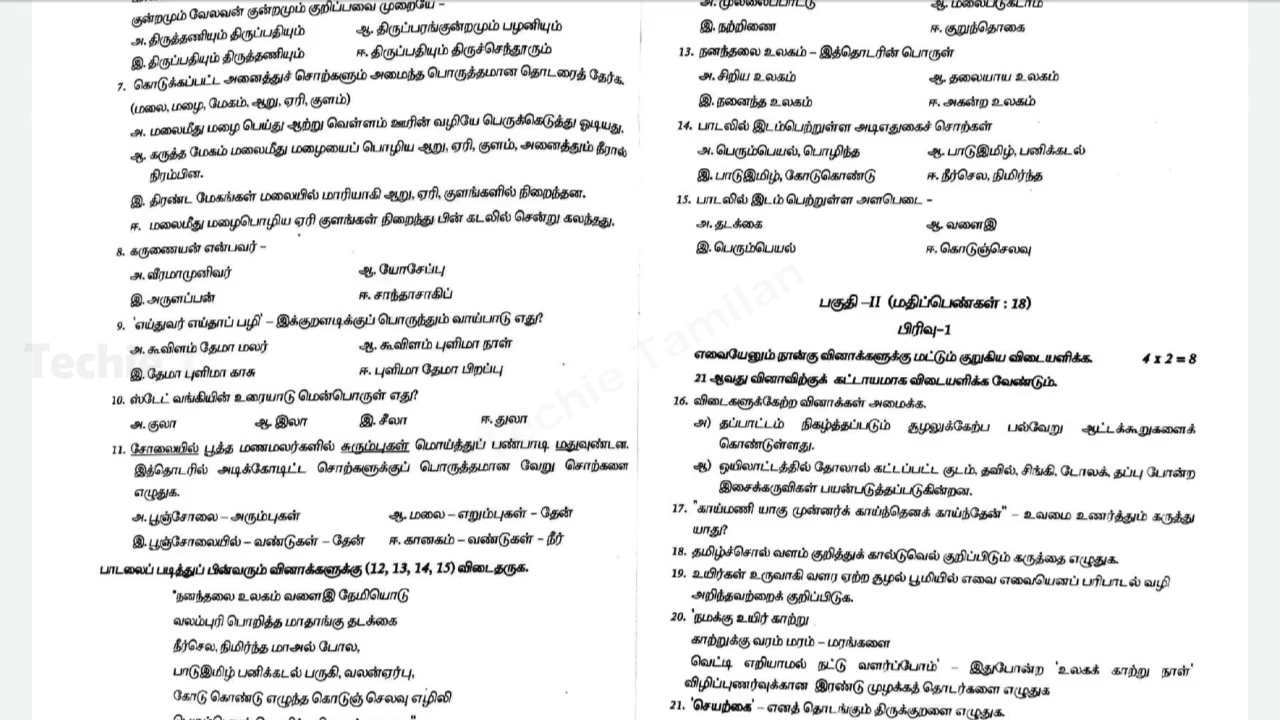 குன்றமும் வேலவன் குன்றமும் குறிப்பவை முறையே -
அ. திருத்தணியும் திருப்பதியும் ஆ. திருப்பரங்குன்றமும் பழனியும்
இ. திருப்பதியும் திருத்தணியும் ஈ. திருப்பதியும் திருச்செந்தூரும்
7. கொடுக்கப்பட்ட அனைத்துச் சொற்களும் அமைந்த பொருத்தமான தொடரைத் தேர்க.
(மலை, மழை, மேகம், ஆறு, ஏரி, குளம்)
அ. மலைமீது மழை பெய்து ஆற்று வெள்ளம் ஊரின் வழியே பெருக்கெடுத்து ஓடியது.
ஆ. கருத்த மேகம் மலைமீது மழையைப் பொழிய ஆறு, ஏரி, குளம், அனைத்தும் நீரால்
நிரம்பின.
இ. திரண்ட மேகங்கள் மலையில் மாரியாகி ஆறு, ஏரி, குளங்களில் நிறைந்தன.
ஈ. மலைமீது மழைபொழிய ஏரி குளங்கள் நிறைந்து பின் கடலில் சென்று கலந்தது.
8. கருணையன் என்பவர் -
அ. வீரமாமுனிவர் ஆ. யோசேப்பு
இ. அருளப்பன் ஈ. சாந்தாசாகிப்
9. 'எய்துவர் எய்தாப் பழி' - இக்குறளடிக்குப் பொருந்தும் வாய்பாடு எது?
அ. கூவிளம் தேமா மலர் ஆ. கூவிளம் புளிமா நாள்
இ. தேமா புளிமா காசு ஈ. புளிமா தேமா பிறப்பு
10. ஸ்டேட் வங்கியின் உரையாடு மென்பொருள் எது?
அ. குலா ஆ. இலா இ. சீலா ஈ. துலா
11. சோலையில் பூத்த மணமலர்களில் சுரும்புகள் மொய்த்துப் பண்பாடி மதுவுண்டன.
இத்தொடரில் அடிக்கோடிட்ட சொற்களுக்குப் பொருத்தமான வேறு சொற்களை
எழுதுக.
அ. பூஞ்சோலை - அரும்புகள் ஆ. மலை - எறும்புகள் - தேன்
இ. பூஞ்சோலையில் - வண்டுகள் - தேன் ஈ. கானகம் - வண்டுகள் - நீர்
பாடலைப் படித்துப் பின்வரும் வினாக்களுக்கு (12, 13, 14, 15) விடைதருக.
"நனந்தலை உலகம் வளைஇ நேமியொடு
வலம்புரி பொறித்த மாதாங்கு தடக்கை
நீர்செல, நிமிர்ந்த மாஅல் போல,
பாடுஇமிழ் பனிக்கடல் பருகி, வலன்ஏர்பு,
கோடு கொண்டு எழுந்த கொடுஞ் செலவு எழிலி
அ. முல்லைப்பாட்டு ஆ. மலைபடுகடாம்
இ. நற்றிணை ஈ. குறுந்தொகை
13. நனந்தலை உலகம் - இத்தொடரின் பொருள்
அ. சிறிய உலகம் ஆ. தலையாய உலகம்
இ. நனைந்த உலகம் ஈ. அகன்ற உலகம்
14. பாடலில் இடம்பெற்றுள்ள அடிஎதுகைச் சொற்கள்
அ. பெரும்பெயல், பொழிந்த ஆ. பாடுஇமிழ், பனிக்கடல்
இ. பாடுஇமிழ், கோடுகொண்டு ஈ. நீர்செல, நிமிர்ந்த
15. பாடலில் இடம் பெற்றுள்ள அளபெடை -
அ. தடக்கை ஆ. வளைஇ
இ. பெரும்பெயல் ஈ. கொடுஞ்செலவு
பகுதி -II (மதிப்பெண்கள் : 18)
பிரிவு-1
எவையேனும் நான்கு வினாக்களுக்கு மட்டும் குறுகிய விடையளிக்க. 4 x 2 = 8
21 ஆவது வினாவிற்குக் கட்டாயமாக விடையளிக்க வேண்டும்.
16. விடைகளுக்கேற்ற வினாக்கள் அமைக்க.
அ) தப்பாட்டம் நிகழ்த்தப்படும் சூழலுக்கேற்ப பல்வேறு ஆட்டக்கூறுகளைக்
கொண்டுள்ளது.
ஆ) ஒயிலாட்டத்தில் தோலால் கட்டப்பட்ட குடம், தவில், சிங்கி, டோலக், தப்பு போன்ற
இசைக்கருவிகள் பயன்படுத்தப்படுகின்றன.
17. "காய்மணி யாகு முன்னர்க் காய்ந்தெனக் காய்ந்தேன்" - உவமை உணர்த்தும் கருத்து
யாது?
18. தமிழ்ச்சொல் வளம் குறித்துக் கால்டுவெல் குறிப்பிடும் கருத்தை எழுதுக.
19. உயிர்கள் உருவாகி வளர ஏற்ற சூழல் பூமியில் எவை எவையெனப் பரிபாடல் வழி
அறிந்தவற்றைக் குறிப்பிடுக.
20. 'நமக்கு உயிர் காற்று
காற்றுக்கு வரம் மரம் - மரங்களை
வெட்டி எறியாமல் நட்டு வளர்ப்போம்' - இதுபோன்ற 'உலகக் காற்று நாள்'
விழிப்புணர்வுக்கான இரண்டு முழக்கத் தொடர்களை எழுதுக
21. 'செயற்கை' - எனத் தொடங்கும் திருக்குறளை எழுதுக.
Techie Tamilan